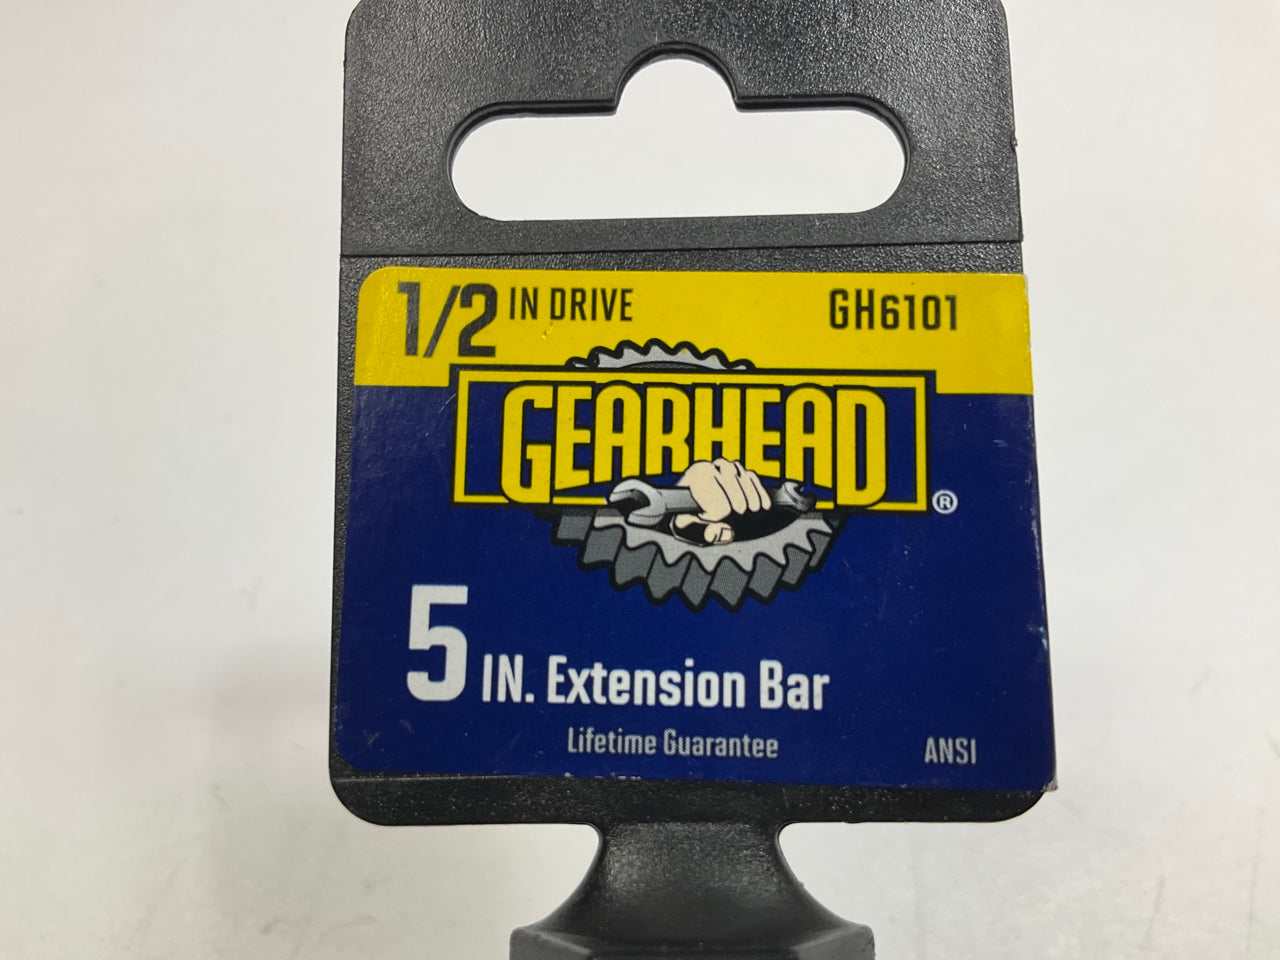 1/2 IN DRIVE GH6101
GEARHEAD ®
5 IN. Extension Bar
Lifetime Guarantee ANSI